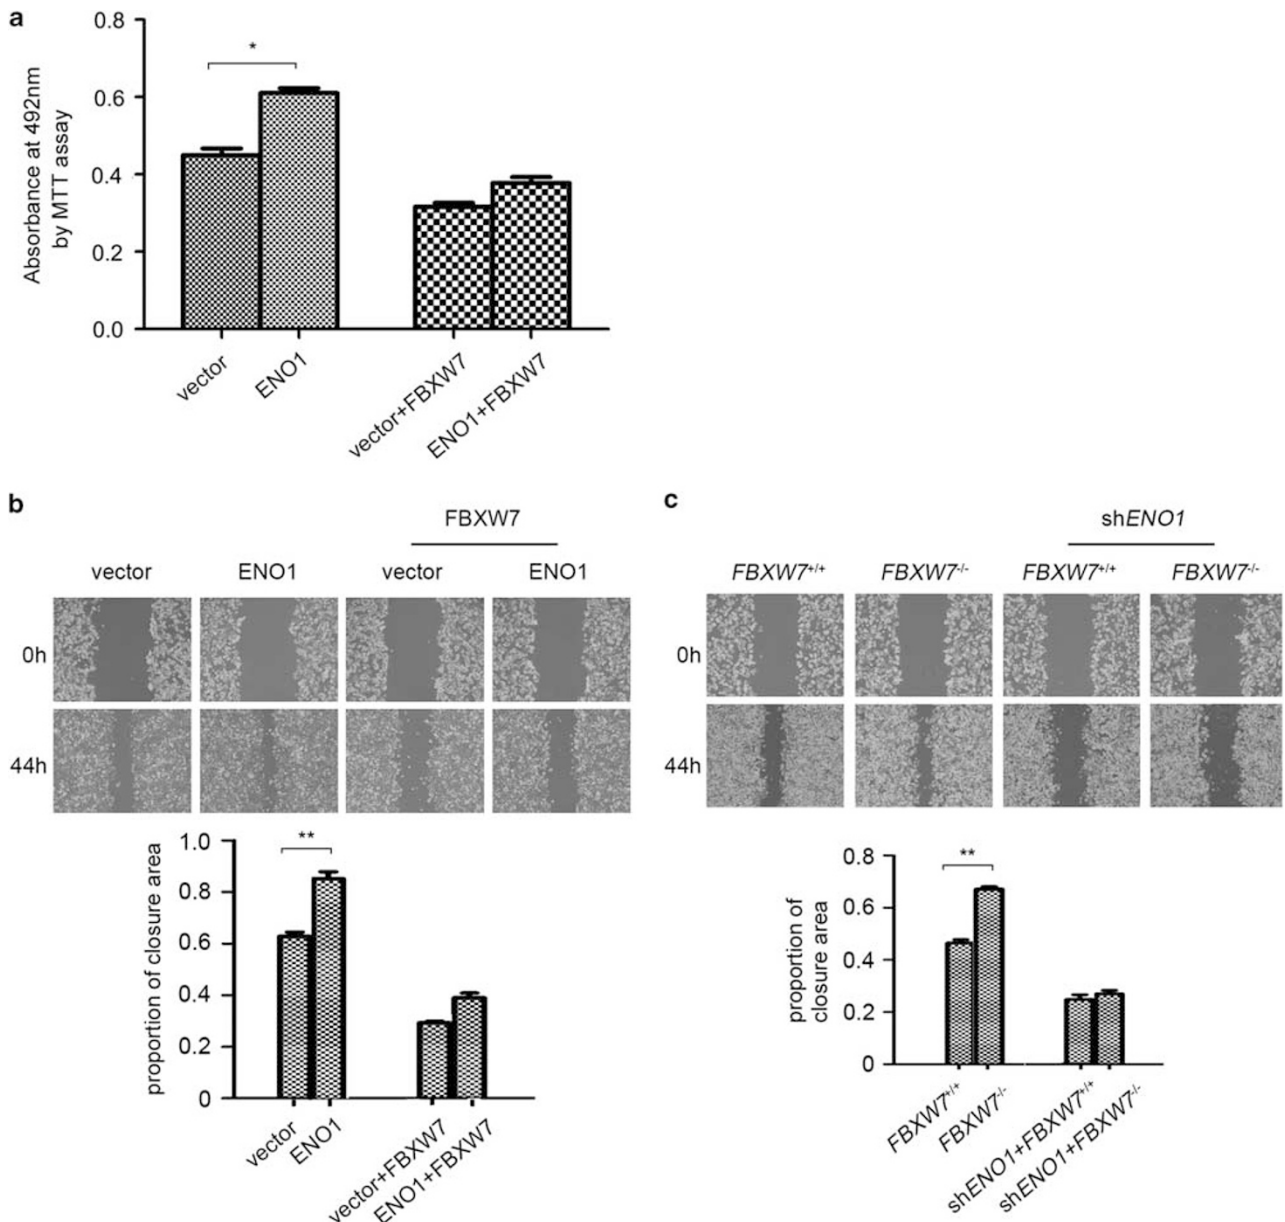 a
0.8
0.6
0.4
0.2
0.0
Absorbance at 492nm
by MTT assay
*
vector
ENO1
vector+FBXW7
ENO1+FBXW7
b
FBXW7
vector ENO1 vector ENO1
0h
44h
proportion of closure area
1.0
0.8
0.6
0.4
0.2
0
**
vector
ENO1
vector+FBXW7
ENO1+FBXW7
c
shENO1
FBXW7+/+ FBXW7-/- FBXW7+/+ FBXW7-/-
0h
44h
proportion of
closure area
0.8
0.6
0.4
0.2
0
**
FBXW7+/+
FBXW7-/-
shENO1+FBXW7+/+
shENO1+FBXW7-/-